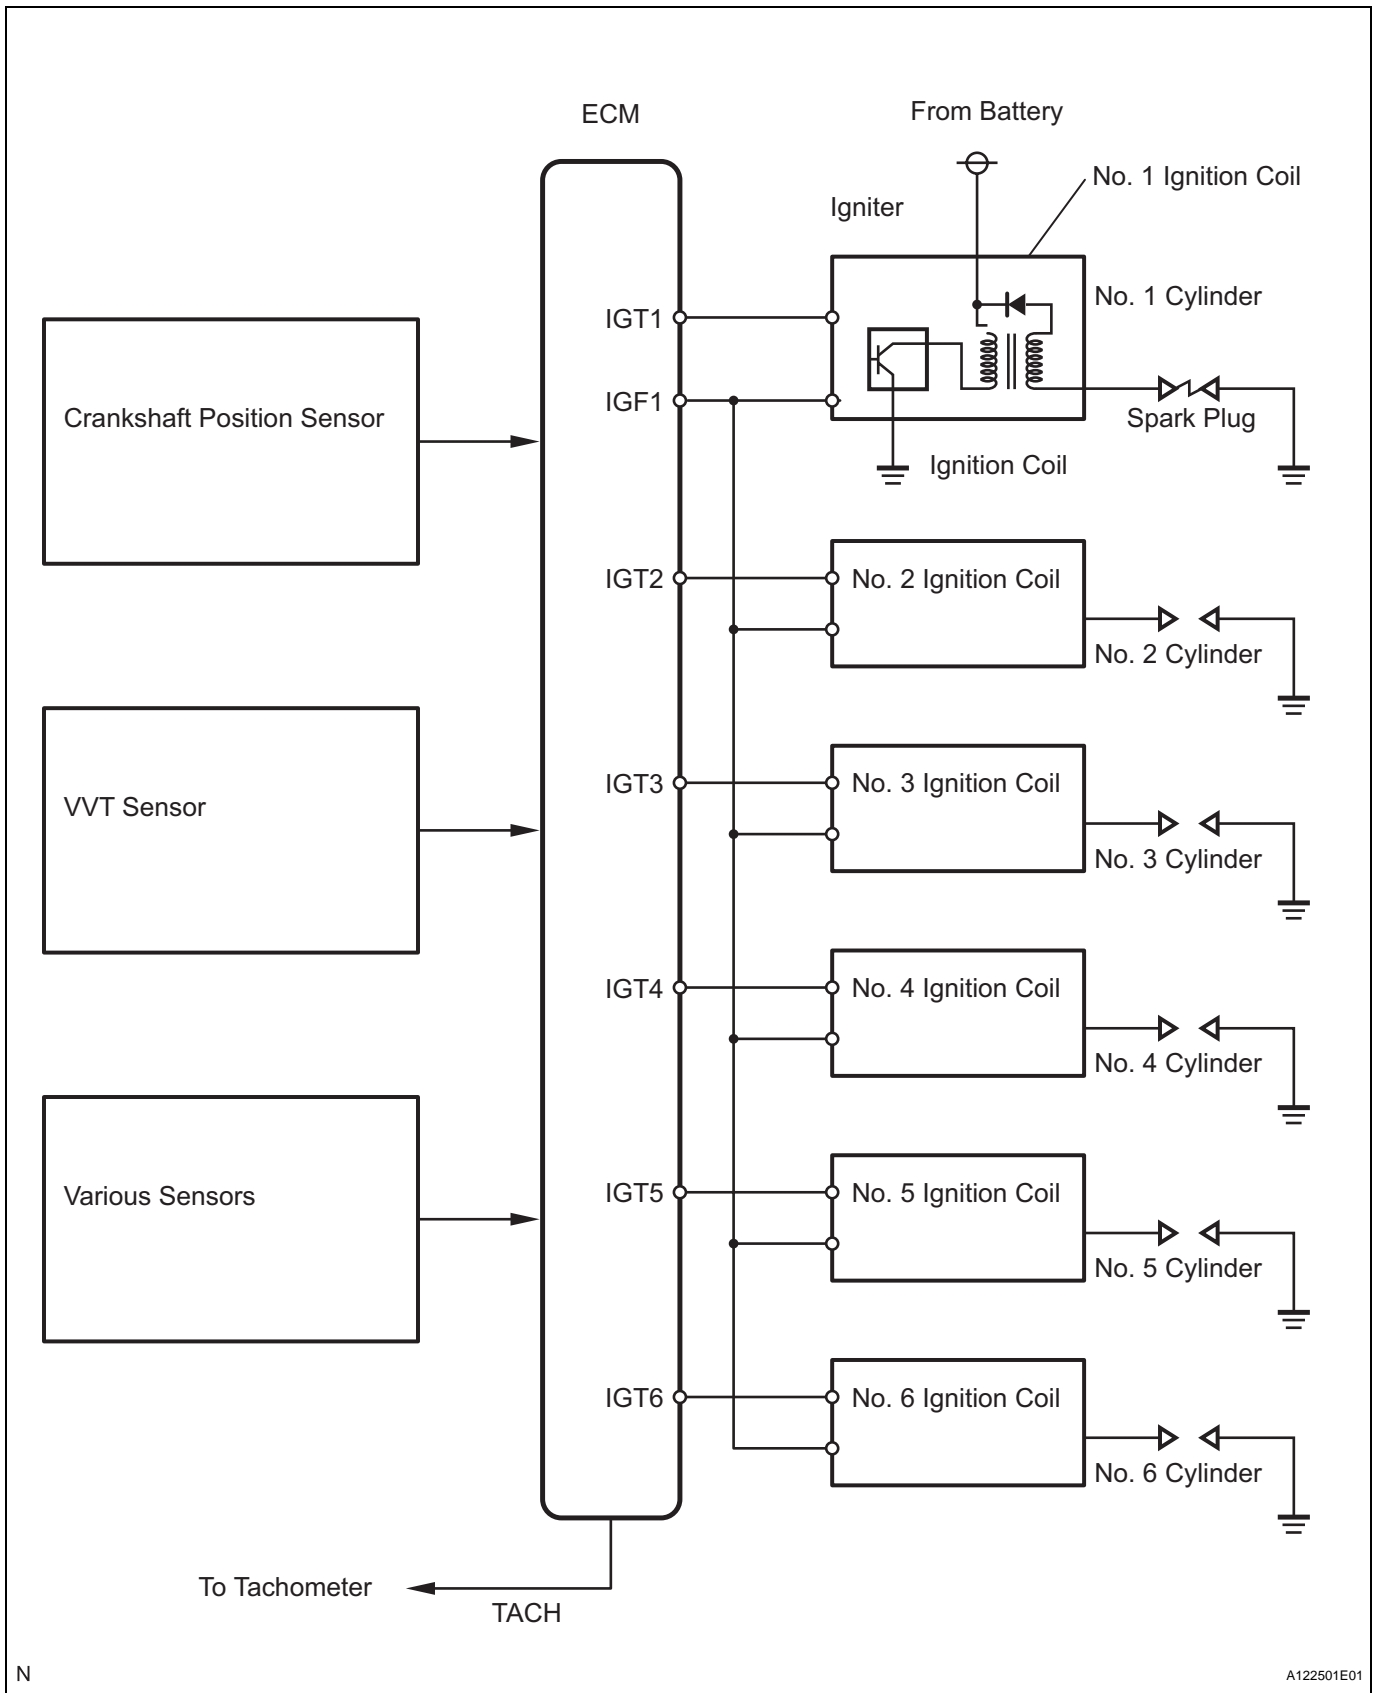 ECM
From Battery
No. 1 Ignition Coil
Igniter
No. 1 Cylinder
IGT1
IGF1
Crankshaft Position Sensor
Spark Plug
Ignition Coil
IGT2
No. 2 Ignition Coil
No. 2 Cylinder
VVT Sensor
IGT3
No. 3 Ignition Coil
No. 3 Cylinder
IGT4
No. 4 Ignition Coil
No. 4 Cylinder
Various Sensors
IGT5
No. 5 Ignition Coil
No. 5 Cylinder
IGT6
No. 6 Ignition Coil
No. 6 Cylinder
To Tachometer
TACH
N
A122501E01